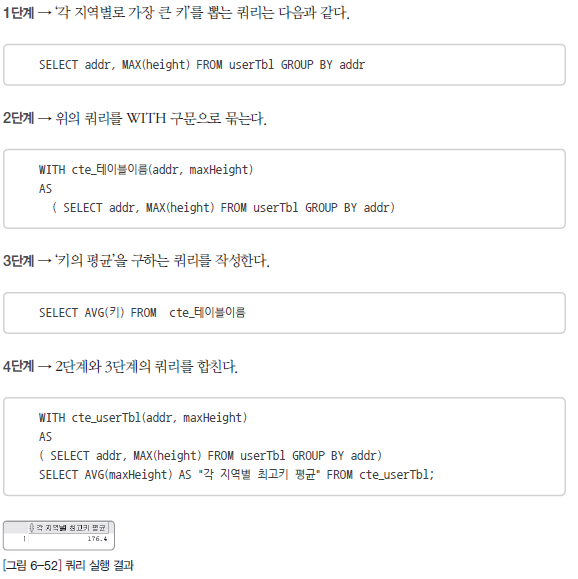 1단계 → ‘각 지역별로 가장 큰 키’를 뽑는 쿼리는 다음과 같다.
SELECT addr, MAX(height) FROM userTbl GROUP BY addr
2단계 → 위의 쿼리를 WITH 구문으로 묶는다.
WITH cte_테이블이름(addr, maxHeight)
AS
( SELECT addr, MAX(height) FROM userTbl GROUP BY addr)
3단계 → ‘키의 평균’을 구하는 쿼리를 작성한다.
SELECT AVG(키) FROM cte_테이블이름
4단계 → 2단계와 3단계의 쿼리를 합친다.
WITH cte_userTbl(addr, maxHeight)
AS
( SELECT addr, MAX(height) FROM userTbl GROUP BY addr)
SELECT AVG(maxHeight) AS "각 지역별 최고키 평균" FROM cte_userTbl;
각 지역별 최고키 평균
1 176.4
[그림 6-52] 쿼리 실행 결과